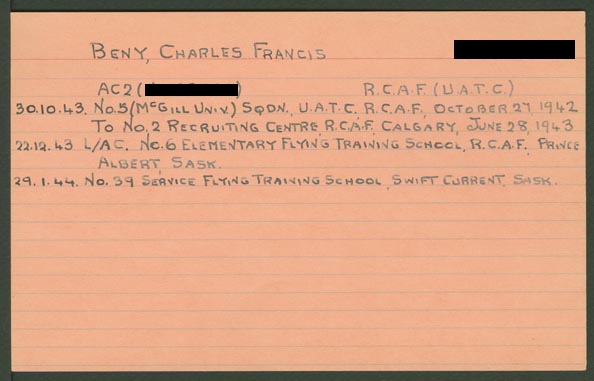 BENY, CHARLES FRANCIS
AC2 ( ) R.C.A.F. (U.A.T.C.)
30.10.43. No.5 (McGILL UNIV.) SQDN., U.A.T.C. R.C.A.F., OCTOBER 27, 1942
TO No.2 RECRUITING CENTRE, R.C.A.F. CALGARY, JUNE 28, 1943
22.12.43 L/AC. No.6 ELEMENTARY FLYING TRAINING SCHOOL, R.C.A.F. PRINCE
ALBERT, SASK.
29.1.44. No.39 SERVICE FLYING TRAINING SCHOOL, SWIFT CURRENT, SASK.